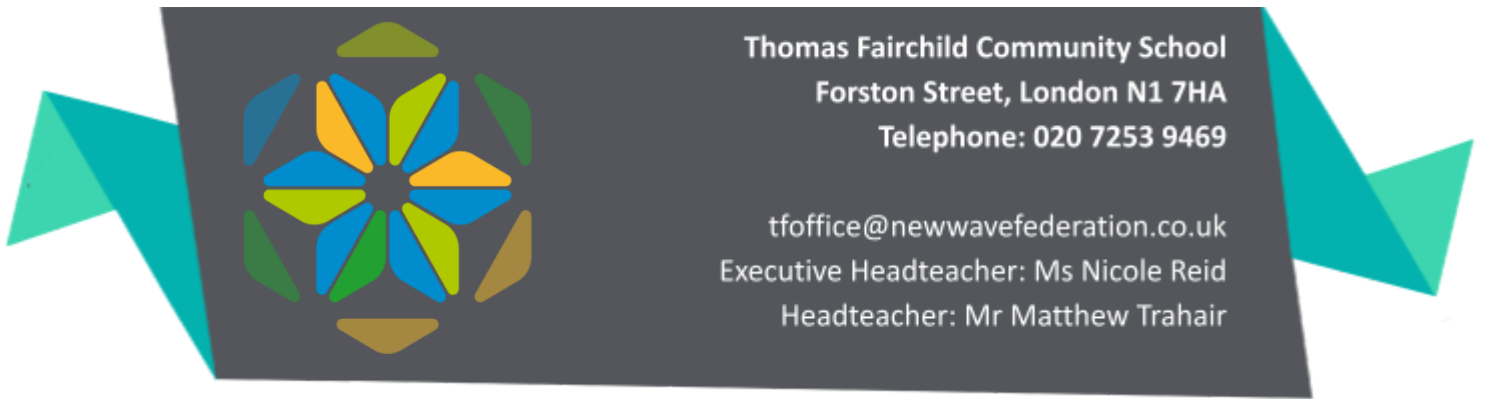 Thomas Fairchild Community School
Forston Street, London N1 7HA
Telephone: 020 7253 9469
tfoffice@newwavefederation.co.uk
Executive Headteacher: Ms Nicole Reid
Headteacher: Mr Matthew Trahair